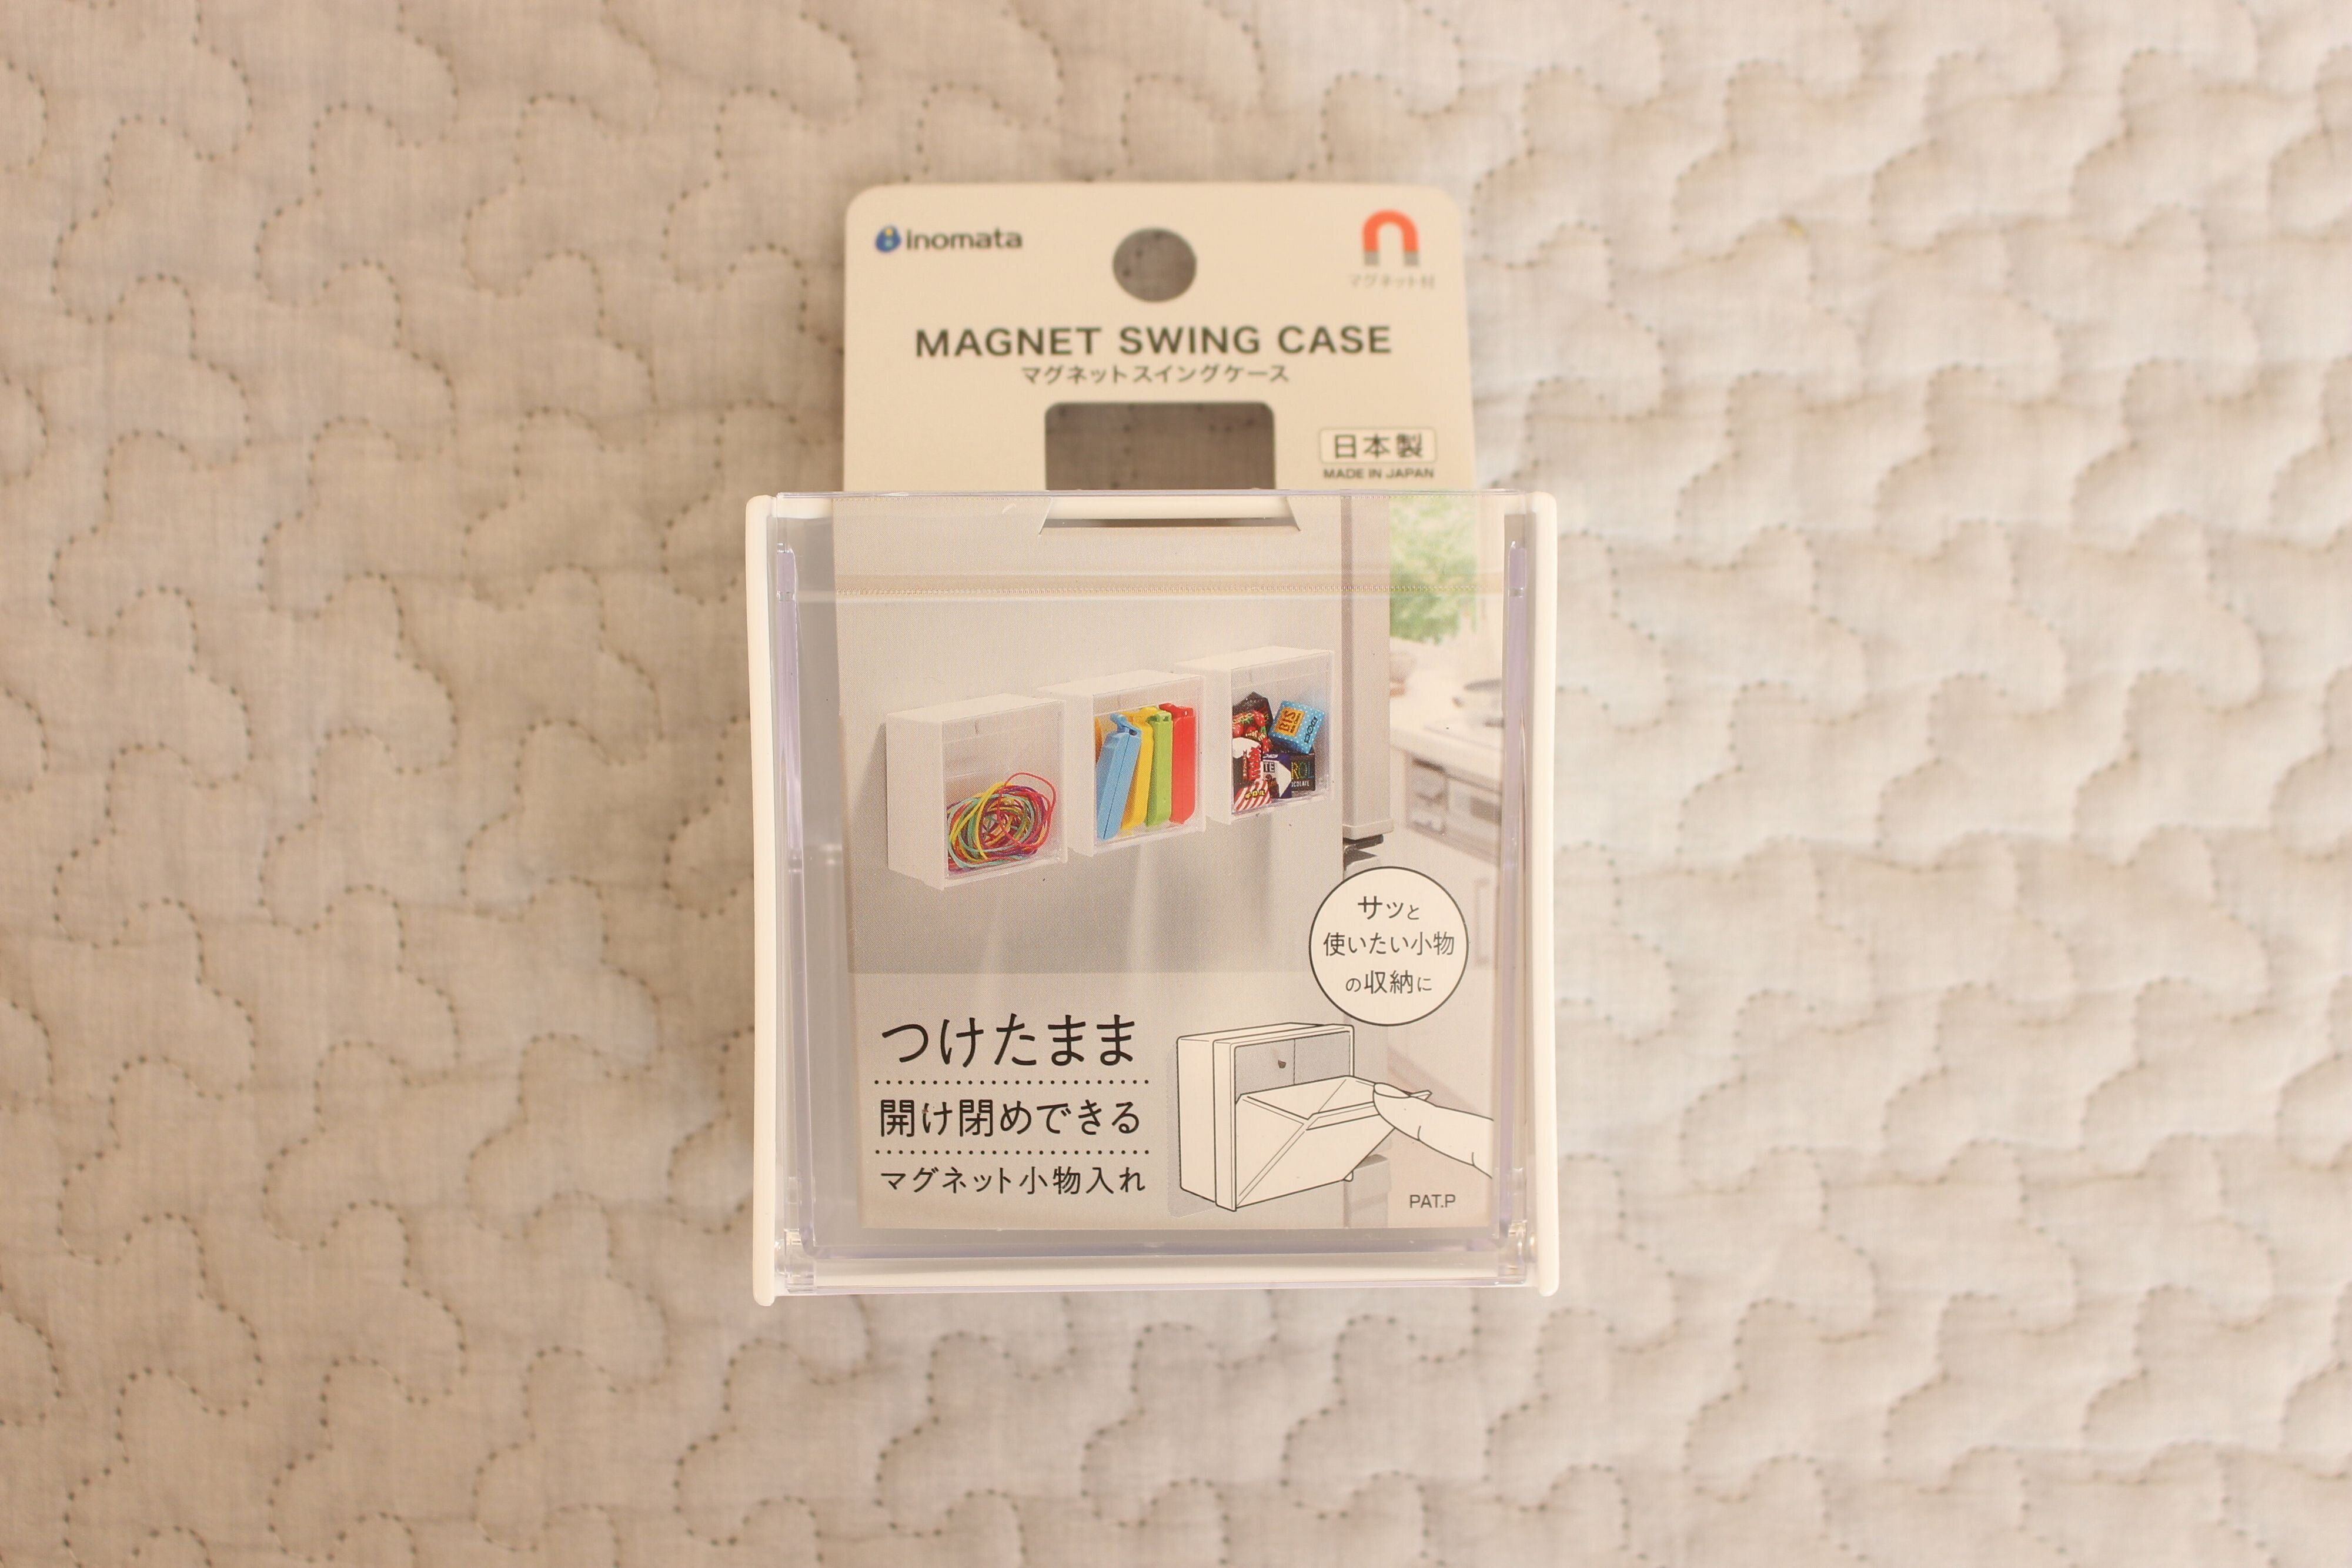 inomata
マグネット付
MAGNET SWING CASE
マグネットスイングケース
日本製
MADE IN JAPAN
サッと
使いたい小物
の収納に
つけたまま
開け閉めできる
マグネット小物入れ
PAT.P